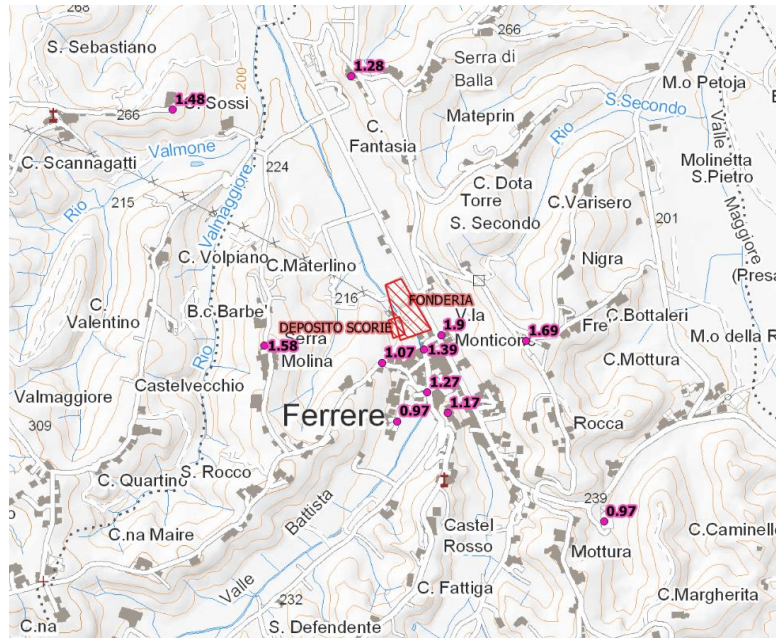 268
S. Sebastiano
266
Serra di
Balla
M.o Petoja
1.28
200
1.48
C. Sossi
266
S.Secondo
Mateprin
Rio
Valle
C.
Fantasia
Valmone
C. Scannagatti
224
Molinetta
S.Pietro
C. Dota
Torre
C.Varisero
S. Secondo
215
Rio
Valmaggiore
201
Maggiore
C. Volpiano
C.Materlino
Nigra
(Presa
216
FONDERIA
C.
Valentino
B.c Barbe'
DEPOSITO SCORIE
V.la
Monticone
1.9
1.69
Fre'
C.Bottaleri
M.o della R
Serra
Molina
1.58
1.07
1.39
C.Mottura
Rio
Castelvecchio
Valmaggiore
1.27
Ferrere
0.97
1.17
309
Rocca
S. Rocco
C. Quartino
Battista
239
0.97
C.na Maire
Castel
Rosso
Mottura
C.Caminelle
Valle
C. Fattiga
C.Margherita
232
S. Defendente
C.na